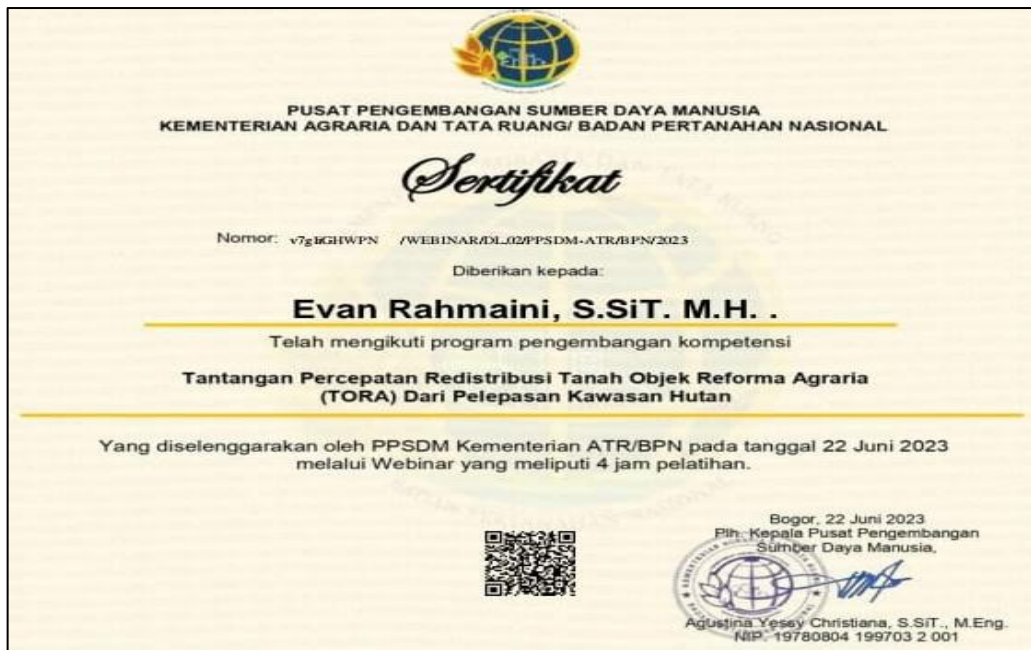 PUSAT PENGEMBANGAN SUMBER DAYA MANUSIA
KEMENTERIAN AGRARIA DAN TATA RUANG/ BADAN PERTANAHAN NASIONAL
Sertifikat
Nomor: /WEBINAR/DL.02/PPSDM-ATR/BPN/2023
Diberikan kepada:
Evan Rahmaini, S.SiT. M.H. .
Telah mengikuti program pengembangan kompetensi
Tantangan Percepatan Redistribusi Tanah Objek Reforma Agraria
(TORA) Dari Pelepasan Kawasan Hutan
Yang diselenggarakan oleh PPSDM Kementerian ATR/BPN pada tanggal 22 Juni 2023
melalui Webinar yang meliputi 4 jam pelatihan.
Bogor, 22 Juni 2023
Plh. Kepala Pusat Pengembangan
Sumber Daya Manusia,
Agustina Yessy Christiana, S.SiT., M.Eng.
NIP. 19780804 199703 2 001